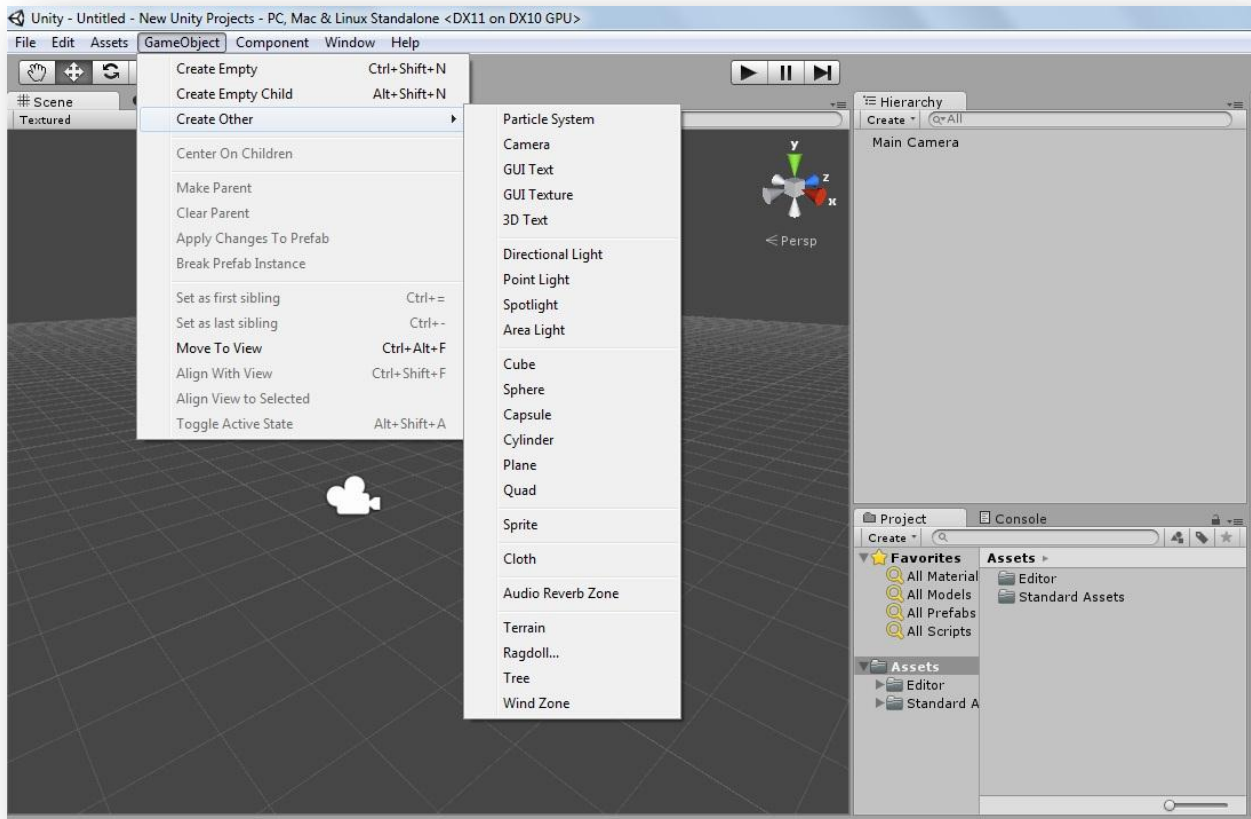 Unity - Untitled - New Unity Projects - PC, Mac & Linux Standalone <DX11 on DX10 GPU>
File Edit Assets GameObject Component Window Help
Create Empty Ctrl+Shift+N
Create Empty Child Alt+Shift+N
Create Other
Center On Children
Make Parent
Clear Parent
Apply Changes To Prefab
Break Prefab Instance
Set as first sibling Ctrl+=
Set as last sibling Ctrl+-
Move To View Ctrl+Alt+F
Align With View Ctrl+Shift+F
Align View to Selected
Toggle Active State Alt+Shift+A
Particle System
Camera
GUI Text
GUI Texture
3D Text
Directional Light
Point Light
Spotlight
Area Light
Cube
Sphere
Capsule
Cylinder
Plane
Quad
Sprite
Cloth
Audio Reverb Zone
Terrain
Ragdoll...
Tree
Wind Zone
Scene
Textured
y
z
x
Persp
Hierarchy
Create All
Main Camera
Project Console
Create
Favorites
All Material
All Models
All Prefabs
All Scripts
Assets
Editor
Standard A
Assets
Editor
Standard Assets